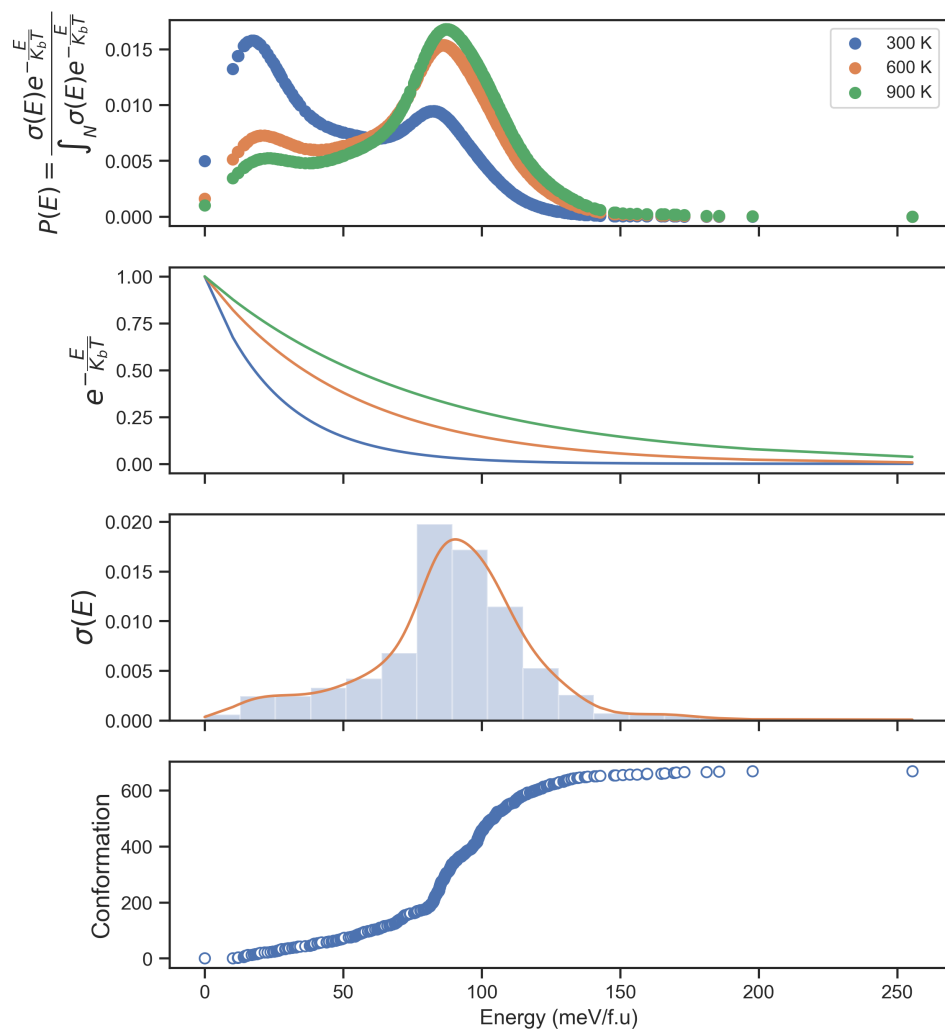 P(E) = σ(E)e^{-E/K_bT} / ∫_N σ(E)e^{-E/K_bT}
0.015
0.010
0.005
0.000
300 K
600 K
900 K
e^{-E/K_bT}
1.00
0.75
0.50
0.25
0.00
σ(E)
0.020
0.015
0.010
0.005
0.000
Conformation
600
400
200
0
0 50 100 150 200 250
Energy (meV/f.u)